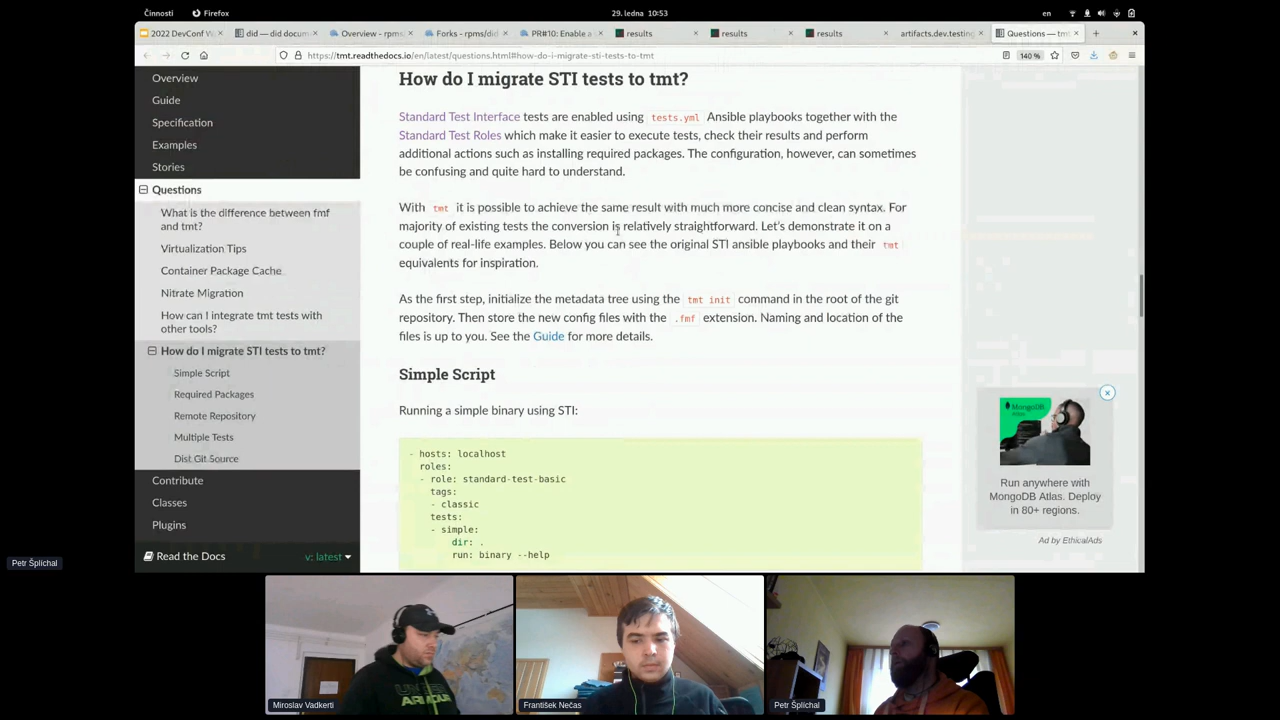 Činnosti
Firefox
29. ledna 10:53
en
2022 DevConf W
did — did docum
Overview - rpms
Forks - rpms/did
PR#10: Enable a
results
results
results
artifacts.dev.testing
Questions — tm
https://tmt.readthedocs.io/en/latest/questions.html#how-do-i-migrate-sti-tests-to-tmt
140 %
Overview
Guide
Specification
Examples
Stories
Questions
What is the difference between fmf
and tmt?
Virtualization Tips
Container Package Cache
Nitrate Migration
How can I integrate tmt tests with
other tools?
How do I migrate STI tests to tmt?
Simple Script
Required Packages
Remote Repository
Multiple Tests
Dist Git Source
Contribute
Classes
Plugins
Read the Docs
v: latest
How do I migrate STI tests to tmt?
Standard Test Interface tests are enabled using tests.yml Ansible playbooks together with the
Standard Test Roles which make it easier to execute tests, check their results and perform
additional actions such as installing required packages. The configuration, however, can sometimes
be confusing and quite hard to understand.
With tmt it is possible to achieve the same result with much more concise and clean syntax. For
majority of existing tests the conversion is relatively straightforward. Let's demonstrate it on a
couple of real-life examples. Below you can see the original STI ansible playbooks and their tmt
equivalents for inspiration.
As the first step, initialize the metadata tree using the tmt init command in the root of the git
repository. Then store the new config files with the .fmf extension. Naming and location of the
files is up to you. See the Guide for more details.
Simple Script
Running a simple binary using STI:
- hosts: localhost
roles:
- role: standard-test-basic
tags:
- classic
tests:
- simple:
dir: .
run: binary --help
MongoDB
Atlas
Run anywhere with
MongoDB Atlas. Deploy
in 80+ regions.
Ad by EthicalAds
Petr Šplíchal
UNDER
ARMOUR
Miroslav Vadkerti
František Nečas
Petr Šplíchal